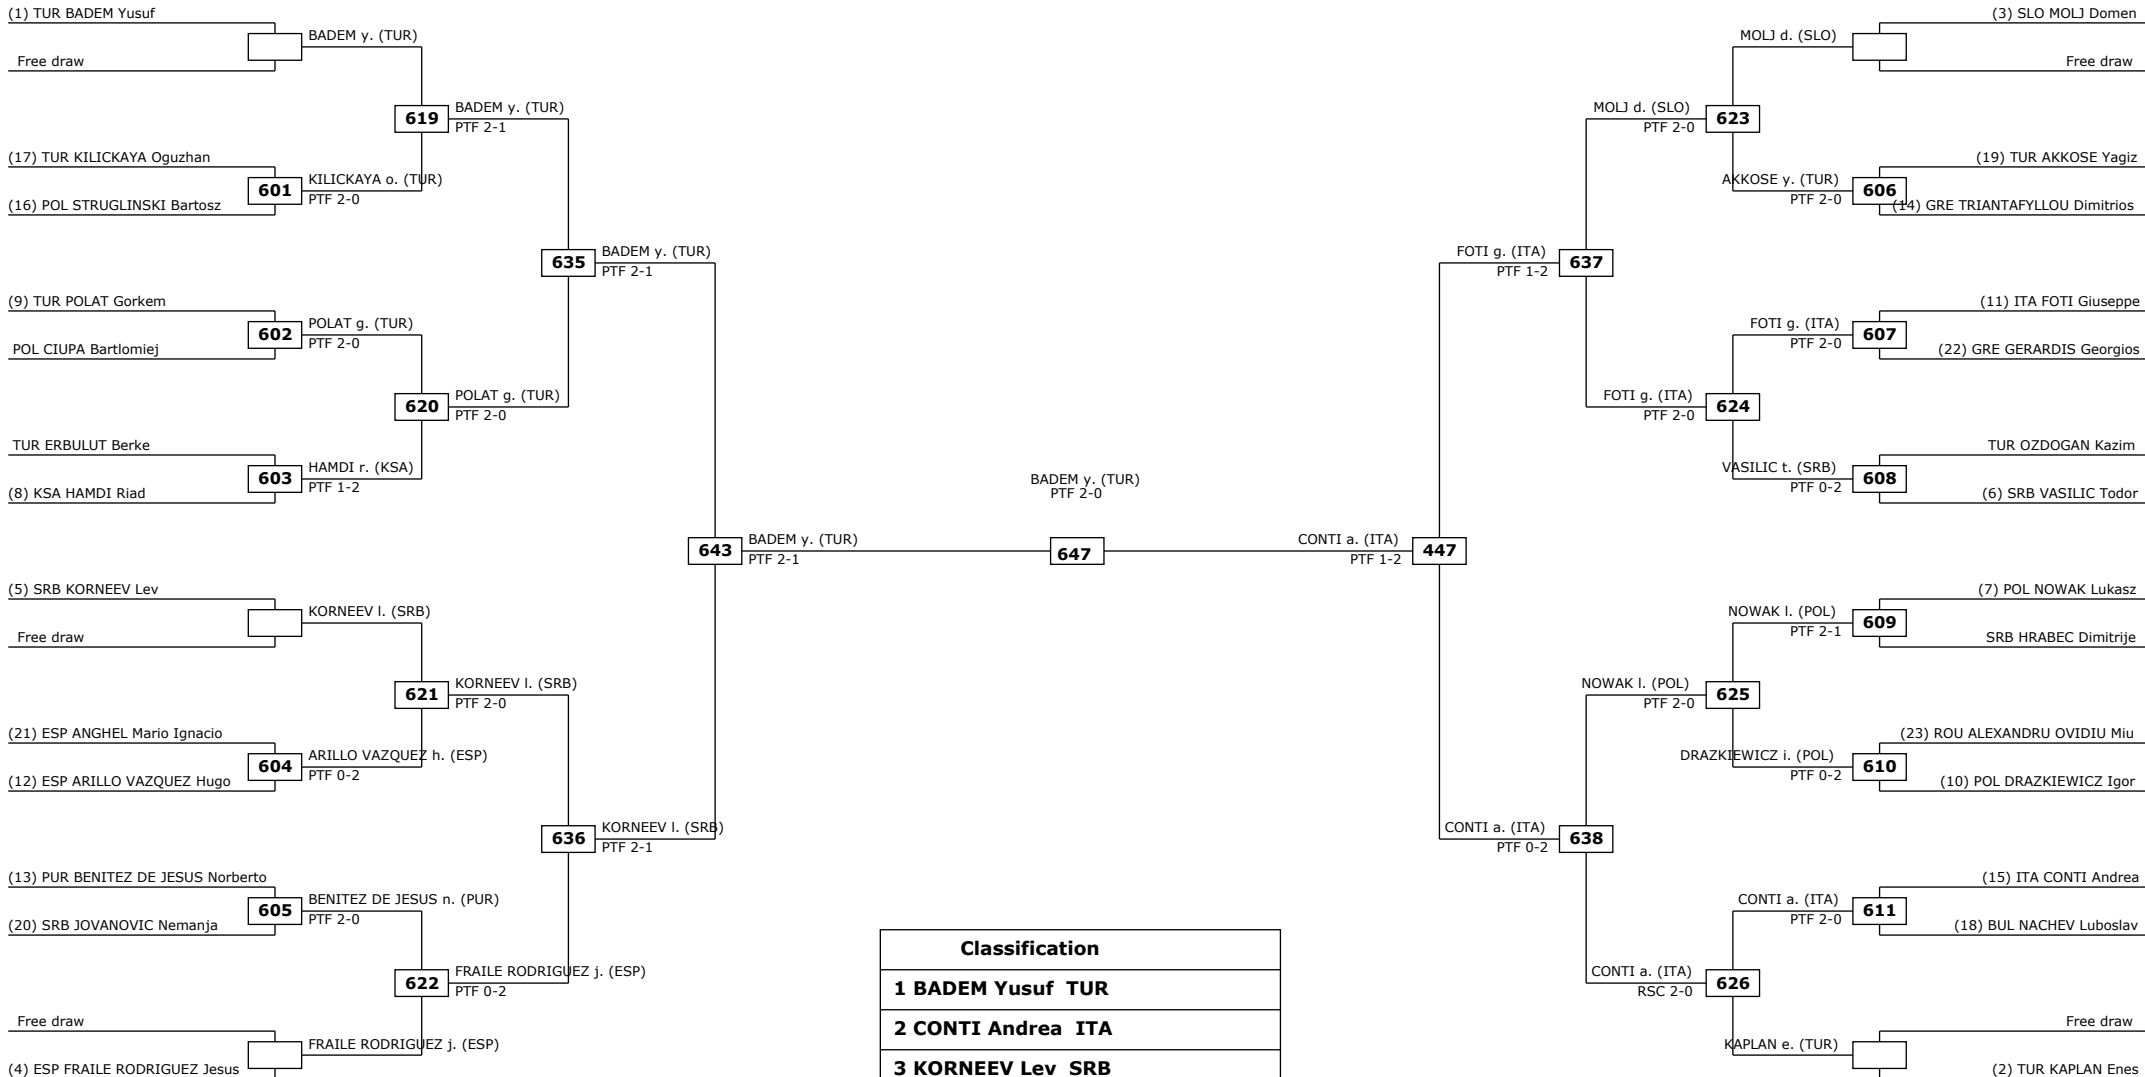 (1) TUR BADEM Yusuf
BADEM y. (TUR)
Free draw
619
BADEM y. (TUR)
PTF 2-1
(17) TUR KILICKAYA Oguzhan
601
KILICKAYA o. (TUR)
PTF 2-0
(16) POL STRUGLINSKI Bartosz
635
BADEM y. (TUR)
PTF 2-1
(9) TUR POLAT Gorkem
602
POLAT g. (TUR)
PTF 2-0
POL CIUPA Bartlomiej
620
POLAT g. (TUR)
PTF 2-0
TUR ERBULUT Berke
603
HAMDI r. (KSA)
PTF 1-2
(8) KSA HAMDI Riad
643
BADEM y. (TUR)
PTF 2-1
(5) SRB KORNEEV Lev
KORNEEV l. (SRB)
Free draw
621
KORNEEV l. (SRB)
PTF 2-0
(21) ESP ANGHEL Mario Ignacio
604
ARILLO VAZQUEZ h. (ESP)
PTF 0-2
(12) ESP ARILLO VAZQUEZ Hugo
636
KORNEEV l. (SRB)
PTF 2-1
(13) PUR BENITEZ DE JESUS Norberto
605
BENITEZ DE JESUS n. (PUR)
PTF 2-0
(20) SRB JOVANOVIC Nemanja
622
FRAILE RODRIGUEZ j. (ESP)
PTF 0-2
Free draw
FRAILE RODRIGUEZ j. (ESP)
(4) ESP FRAILE RODRIGUEZ Jesus
BADEM y. (TUR)
PTF 2-0
647
(3) SLO MOLJ Domen
MOLJ d. (SLO)
Free draw
MOLJ d. (SLO)
PTF 2-0
623
(19) TUR AKKOSE Yagiz
AKKOSE y. (TUR)
PTF 2-0
606
(14) GRE TRIANTAFYLLOU Dimitrios
FOTI g. (ITA)
PTF 1-2
637
(11) ITA FOTI Giuseppe
FOTI g. (ITA)
PTF 2-0
607
(22) GRE GERARDIS Georgios
FOTI g. (ITA)
PTF 2-0
624
TUR OZDOGAN Kazim
VASILIC t. (SRB)
PTF 0-2
608
(6) SRB VASILIC Todor
CONTI a. (ITA)
PTF 1-2
447
(7) POL NOWAK Lukasz
NOWAK l. (POL)
PTF 2-1
609
SRB HRABEC Dimitrije
NOWAK l. (POL)
PTF 2-0
625
(23) ROU ALEXANDRU OVIDIU Miu
DRAZKIEWICZ i. (POL)
PTF 0-2
610
(10) POL DRAZKIEWICZ Igor
CONTI a. (ITA)
PTF 0-2
638
(15) ITA CONTI Andrea
CONTI a. (ITA)
PTF 2-0
611
(18) BUL NACHEV Luboslav
CONTI a. (ITA)
RSC 2-0
626
Free draw
KAPLAN e. (TUR)
(2) TUR KAPLAN Enes
Classification
1 BADEM Yusuf TUR
2 CONTI Andrea ITA
3 KORNEEV Lev SRB